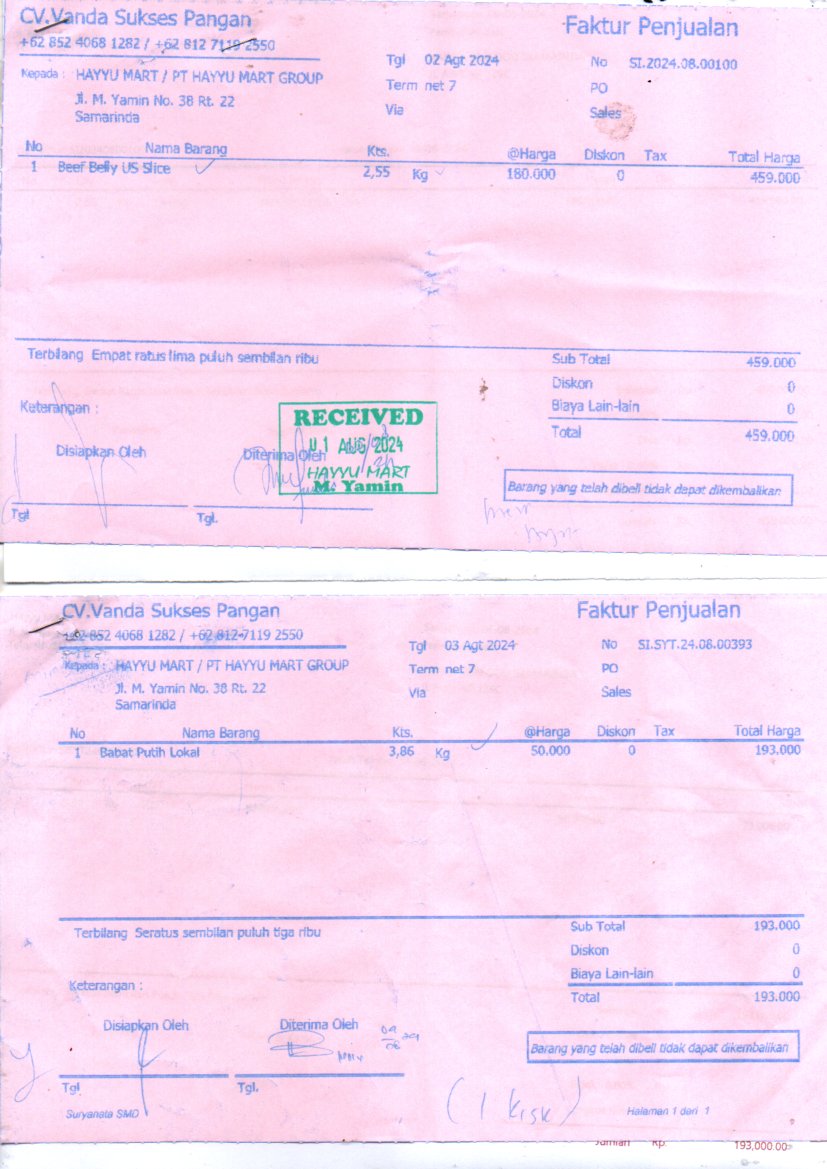 CV.Vanda Sukses Pangan
Faktur Penjualan
+62 852 4068 1282 / +62 812 7119 2550
Tgl 02 Agt 2024
No SI.2024.08.00100
Kepada : HAYYU MART / PT HAYYU MART GROUP
Term net 7
PO
Jl. M. Yamin No. 38 Rt. 22
Via
Sales
Samarinda
No Nama Barang Kts. @Harga Diskon Tax Total Harga
1 Beef Belly US Slice 2,55 Kg 180.000 0 459.000
Terbilang Empat ratus lima puluh sembilan ribu
Sub Total 459.000
Diskon 0
Keterangan :
Biaya Lain-lain 0
Total 459.000
RECEIVED
01 AUG 2024
HAYYU MART
M. Yamin
Disiapkan Oleh
Diterima Oleh
Barang yang telah dibeli tidak dapat dikembalikan
Tgl
Tgl.
CV.Vanda Sukses Pangan
Faktur Penjualan
+62 852 4068 1282 / +62 812-7119 2550
Tgl 03 Agt 2024
No SI.SYT.24.08.00393
Kepada : HAYYU MART / PT HAYYU MART GROUP
Term net 7
PO
Jl. M. Yamin No. 38 Rt. 22
Via
Sales
Samarinda
No Nama Barang Kts. @Harga Diskon Tax Total Harga
1 Babat Putih Lokal 3,86 Kg 50.000 0 193.000
Terbilang Seratus sembilan puluh tiga ribu
Sub Total 193.000
Diskon 0
Keterangan :
Biaya Lain-lain 0
Total 193.000
Disiapkan Oleh
Diterima Oleh
Barang yang telah dibeli tidak dapat dikembalikan
Tgl
Tgl.
Suryanata SMD
Halaman 1 dari 1
Jumlah Rp. 193,000.00